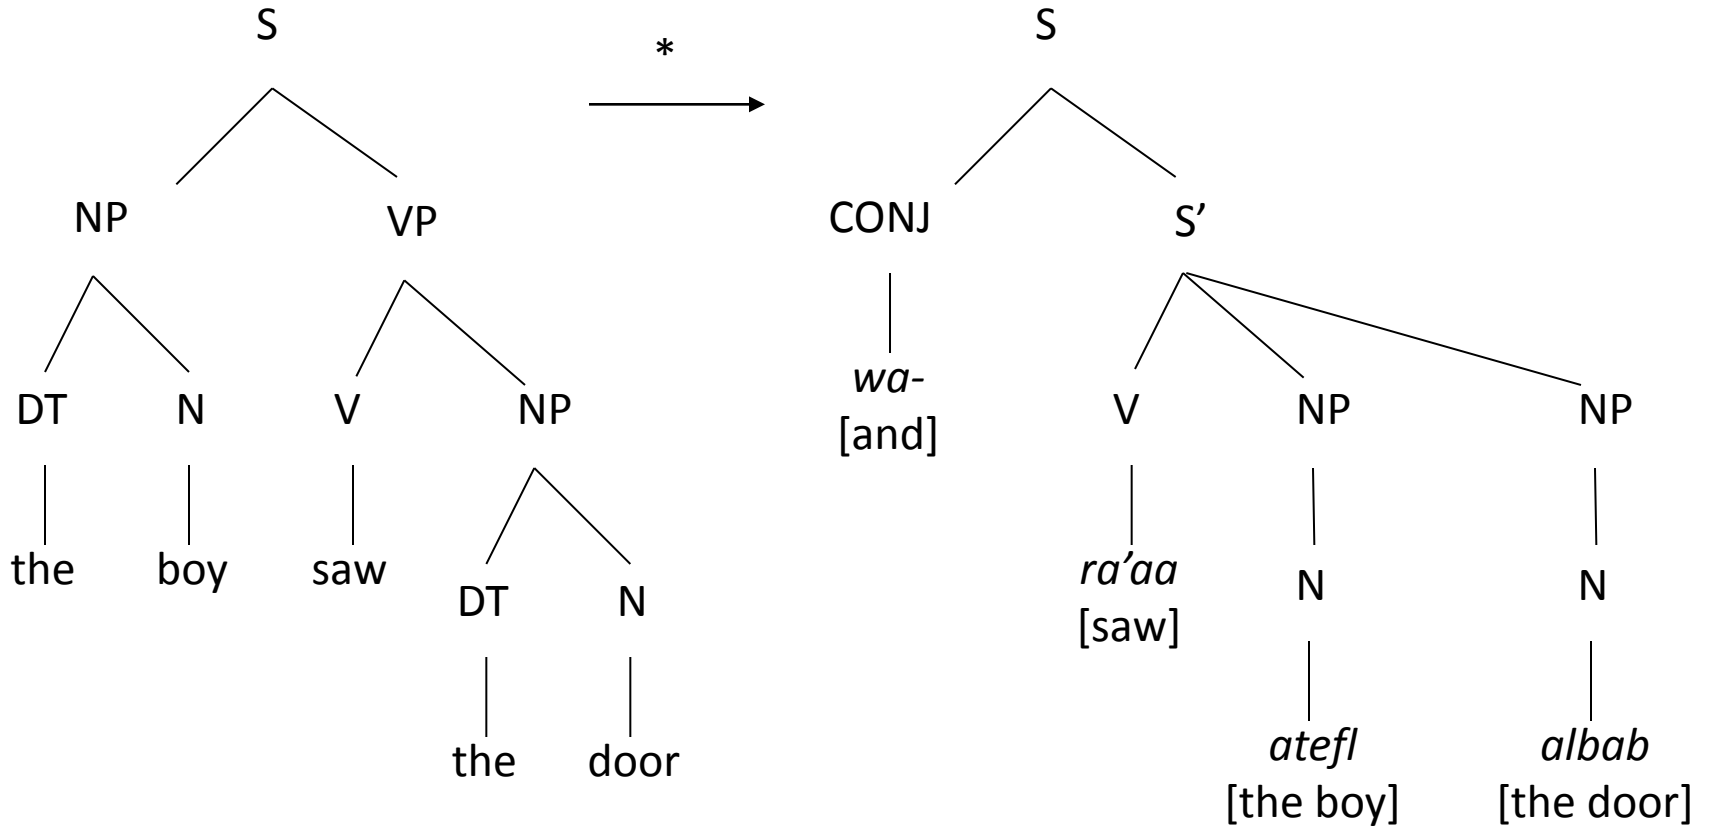 S
*
S
NP VP
CONJ S’
DT N V NP
wa-
[and]
V NP NP
the boy saw
DT N
ra’aa
[saw]
N N
the door
atefl
[the boy]
albab
[the door]